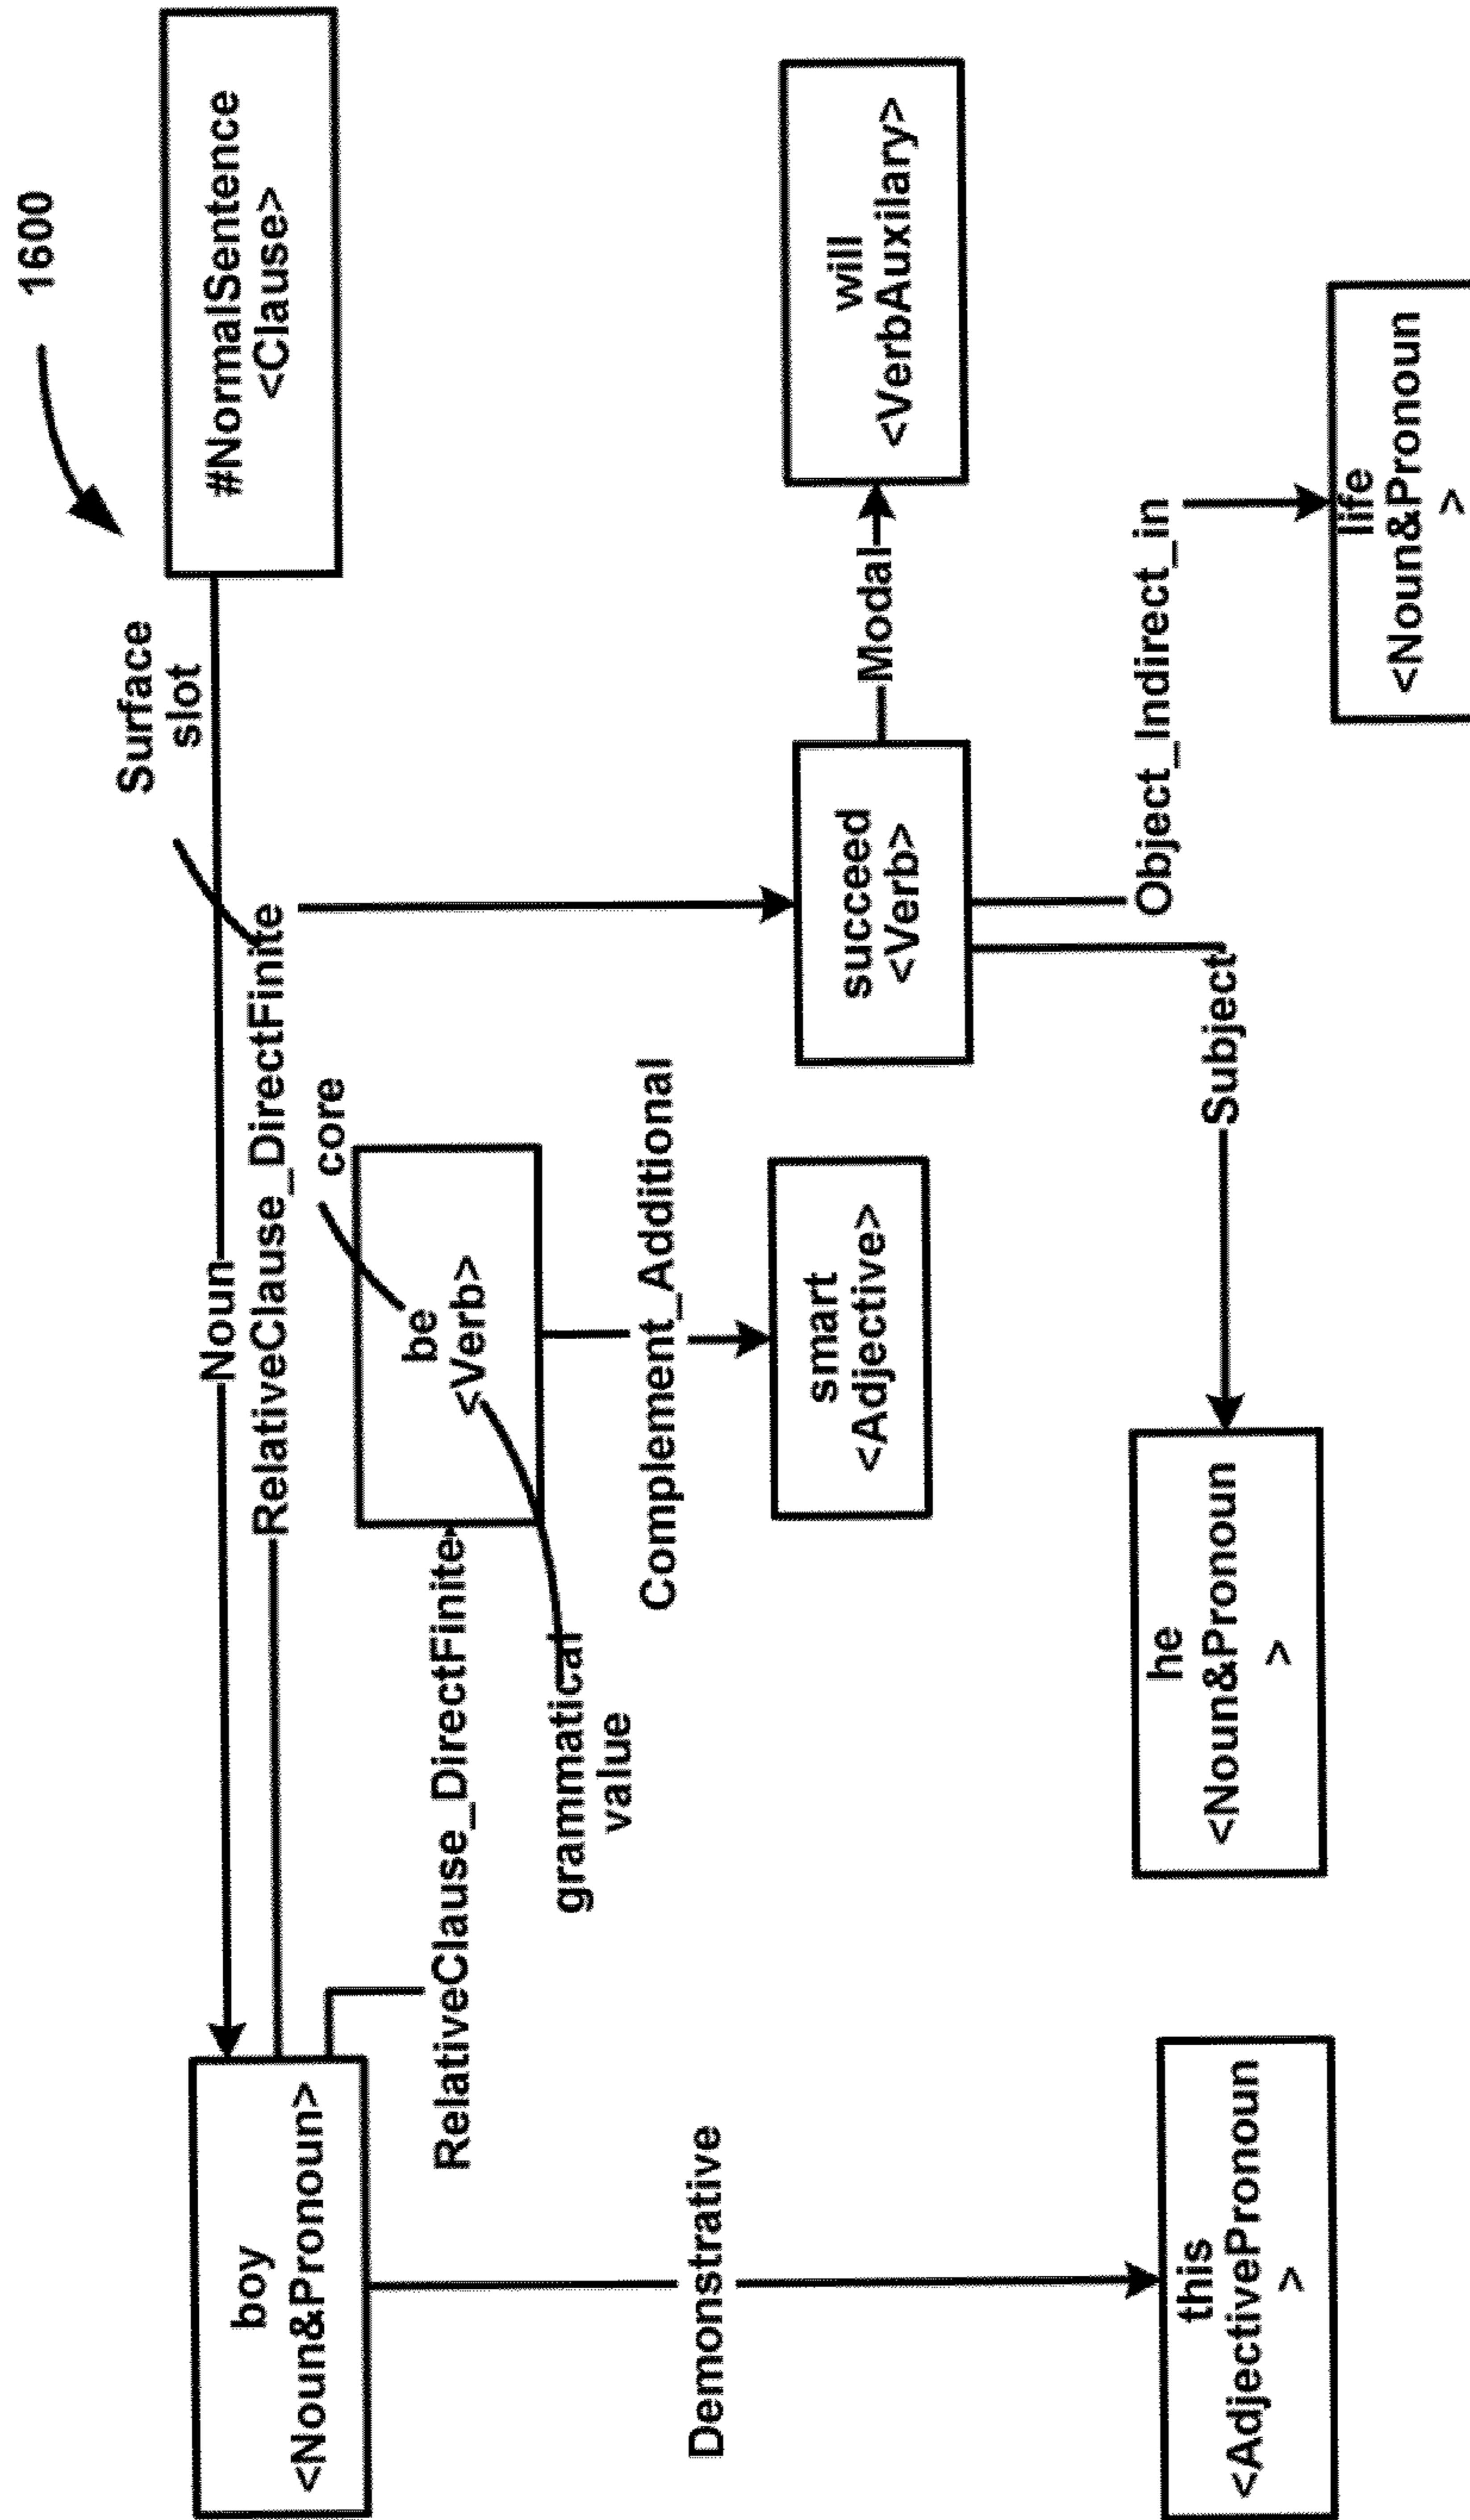 1600
#NormalSentence
<Clause>
Surface
slot
Noun
RelativeClause_DirectFinite
boy
<Noun&Pronoun>
core
be
<Verb>
RelativeClause_DirectFinite
grammatical
value
Complement_Additional
Demonstrative
smart
<Adjective>
succeed
<Verb>
Modal
will
<VerbAuxilary>
Object_Indirect_in
Subject
this
<AdjectivePronoun
>
he
<Noun&Pronoun
>
life
<Noun&Pronoun
>